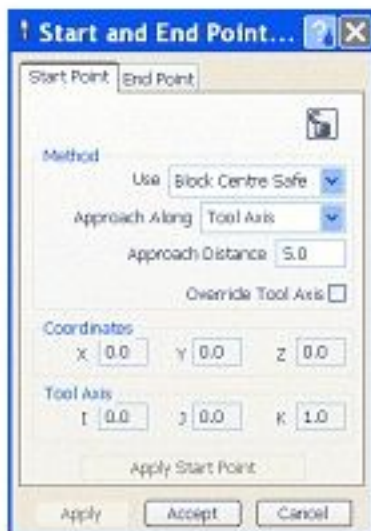 Start and End Point...
Start Point End Point
Method
Use Block Centre Safe
Approach Along Tool Axis
Approach Distance 5.0
Override Tool Axis
Coordinates
X 0.0 Y 0.0 Z 0.0
Tool Axis
I 0.0 J 0.0 K 1.0
Apply Start Point
Apply Accept Cancel